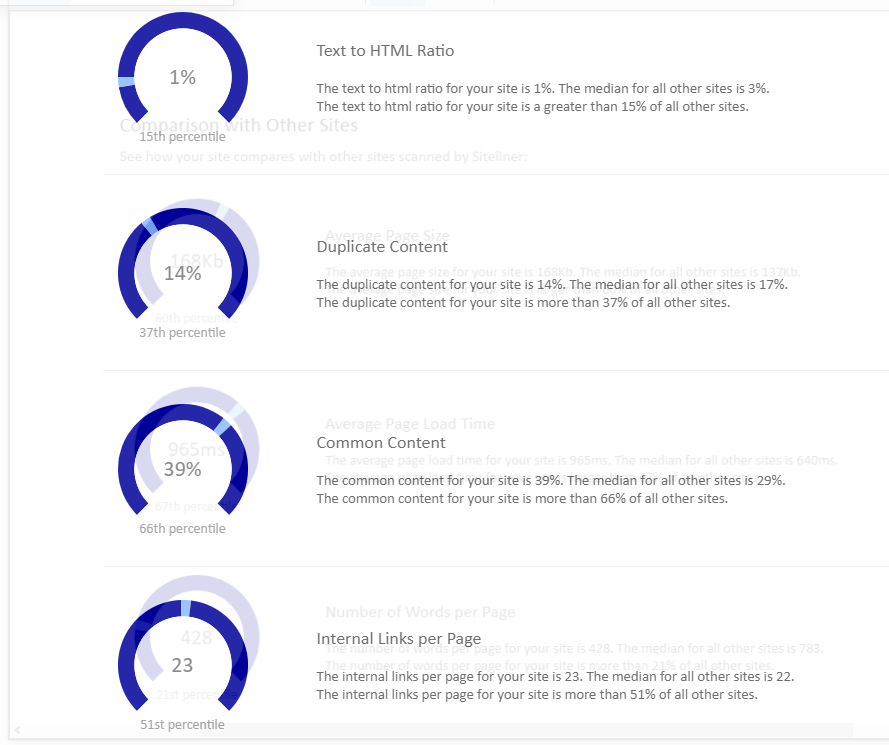 1%
Text to HTML Ratio
The text to html ratio for your site is 1%. The median for all other sites is 3%.
The text to html ratio for your site is a greater than 15% of all other sites.
15th percentile
Comparison with Other Sites
See how your site compares with other sites scanned by Siteliner:
Average Page Size
168Kb
The average page size for your site is 168Kb. The median for all other sites is 137Kb.
60th percentile
Duplicate Content
14%
The duplicate content for your site is 14%. The median for all other sites is 17%.
The duplicate content for your site is more than 37% of all other sites.
37th percentile
Average Page Load Time
965ms
The average page load time for your site is 965ms. The median for all other sites is 640ms.
67th percentile
Common Content
39%
The common content for your site is 39%. The median for all other sites is 29%.
The common content for your site is more than 66% of all other sites.
66th percentile
Number of Words per Page
428
The number of words per page for your site is 428. The median for all other sites is 783.
The number of words per page for your site is more than 21% of all other sites.
21st percentile
Internal Links per Page
23
The internal links per page for your site is 23. The median for all other sites is 22.
The internal links per page for your site is more than 51% of all other sites.
51st percentile